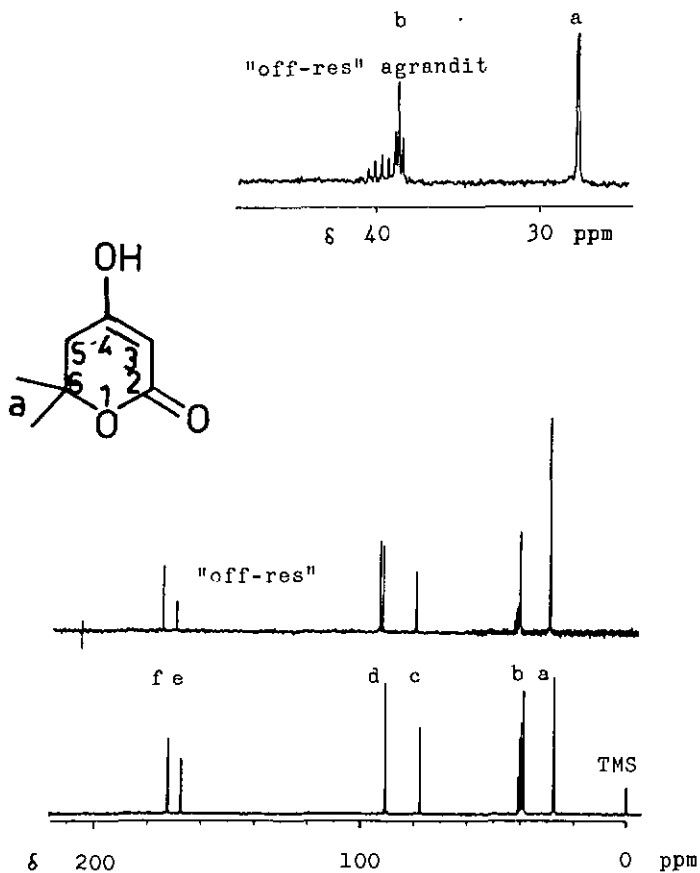 b a
"off-res" agrandit
δ 40 30 ppm
OH
5 4 3
6 1 2
a
O O
"off-res"
f e d c b a
TMS
δ 200 100 0 ppm